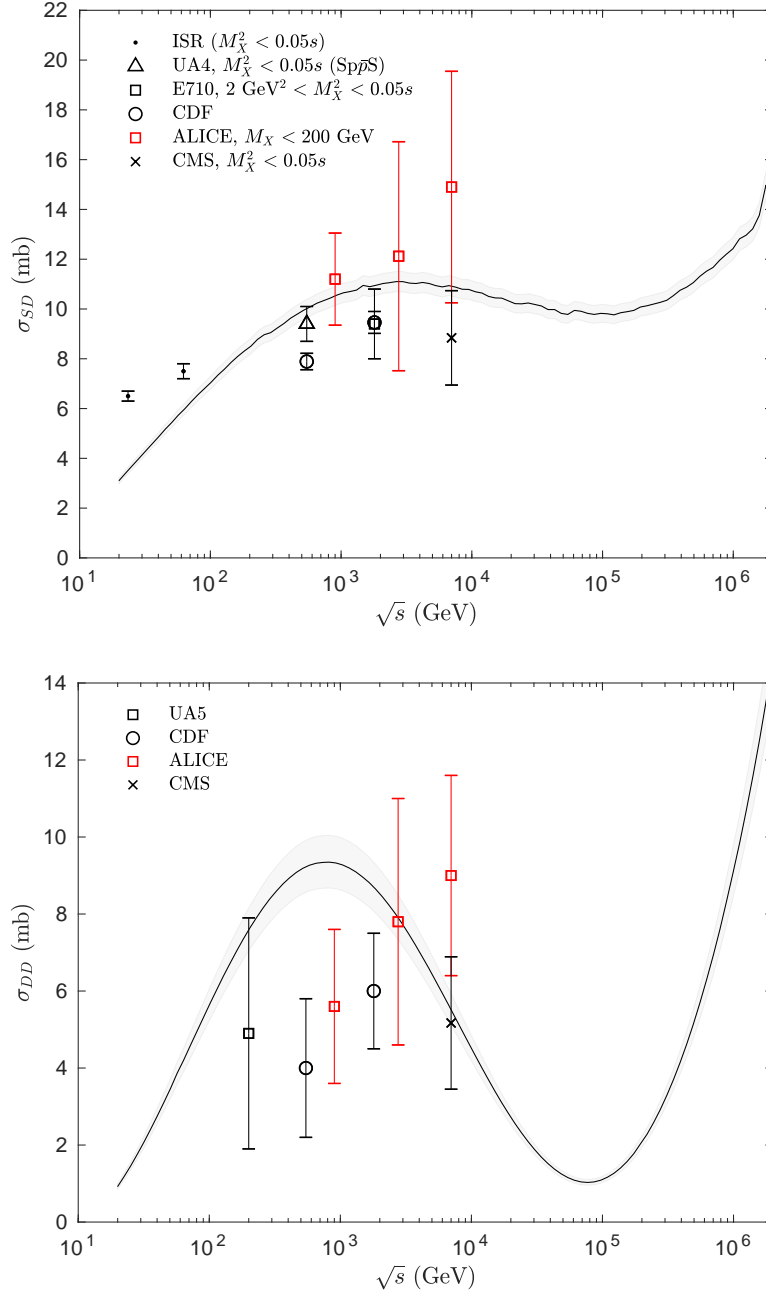 22
20
18
16
14
12
10
8
6
4
2
0
σ_SD (mb)
ISR (M_X^2 < 0.05s)
UA4, M_X^2 < 0.05s (Spp̄S)
E710, 2 GeV^2 < M_X^2 < 0.05s
CDF
ALICE, M_X < 200 GeV
CMS, M_X^2 < 0.05s
10^1 10^2 10^3 10^4 10^5 10^6
√s (GeV)
14
12
10
8
6
4
2
0
σ_DD (mb)
UA5
CDF
ALICE
CMS
10^1 10^2 10^3 10^4 10^5 10^6
√s (GeV)